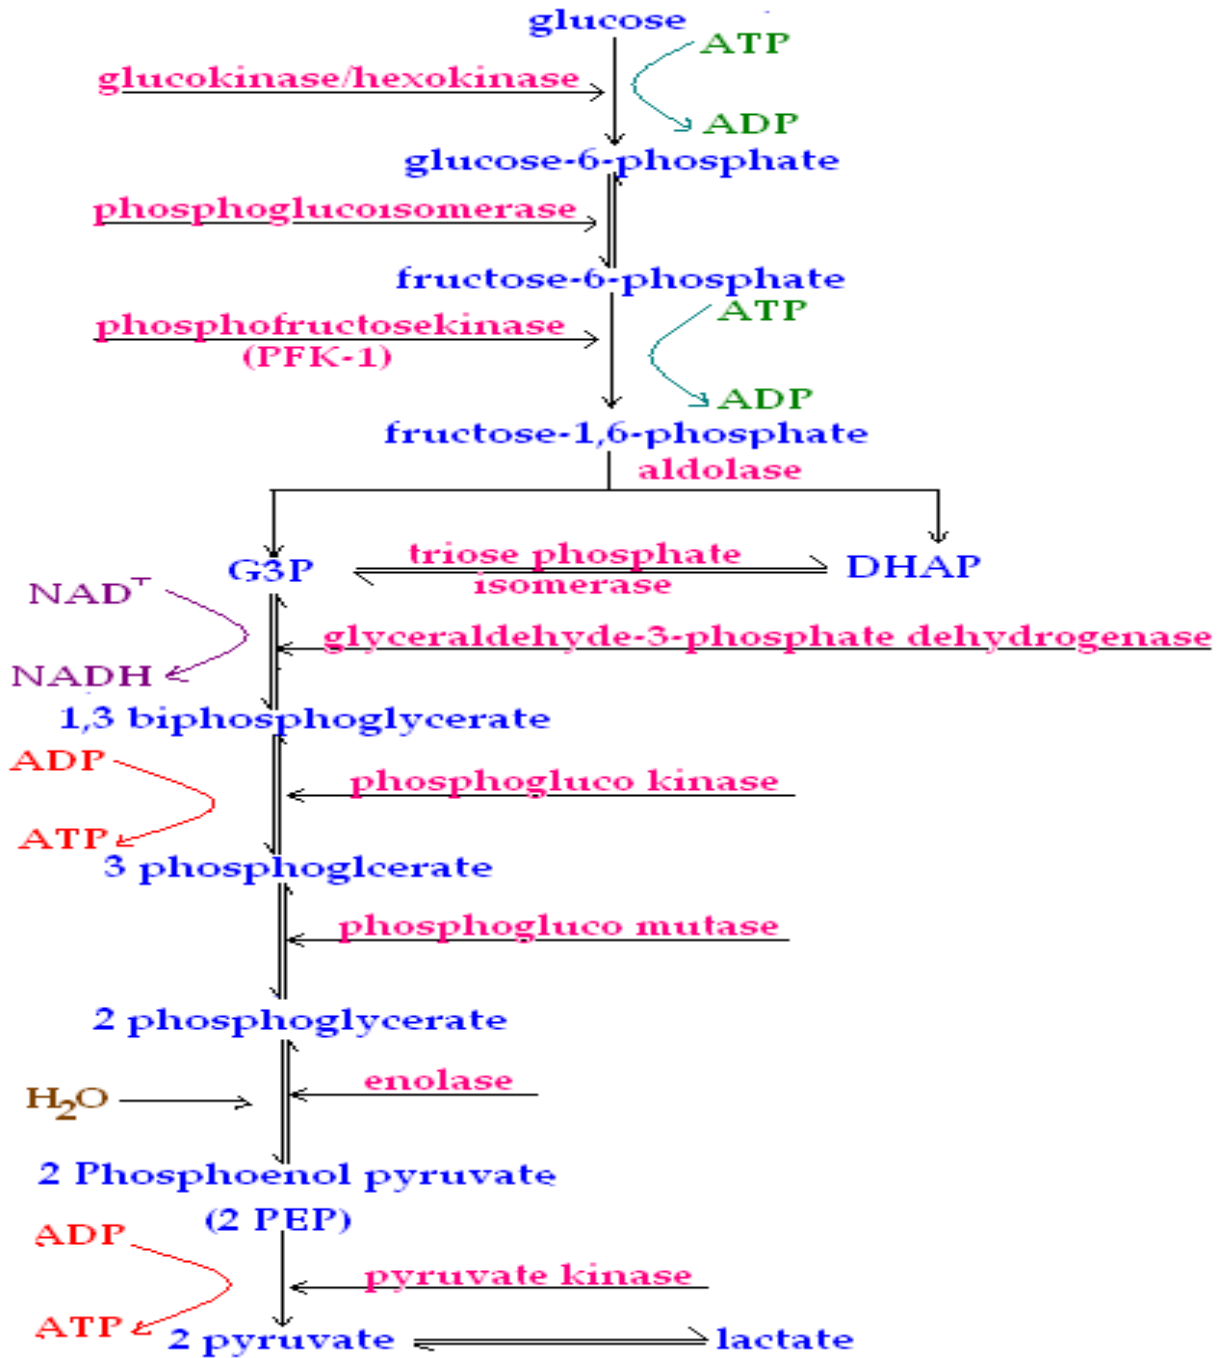 glucose
ATP
glucokinase/hexokinase
ADP
glucose-6-phosphate
phosphoglucoisomerase
fructose-6-phosphate
ATP
phosphofructosekinase
(PFK-1)
ADP
fructose-1,6-phosphate
aldolase
G3P
triose phosphate
isomerase
DHAP
NAD+
glyceraldehyde-3-phosphate dehydrogenase
NADH
1,3 biphosphoglycerate
ADP
phosphogluco kinase
ATP
3 phosphoglcerate
phosphogluco mutase
2 phosphoglycerate
enolase
H2O
2 Phosphoenol pyruvate
(2 PEP)
ADP
pyruvate kinase
ATP
2 pyruvate
lactate